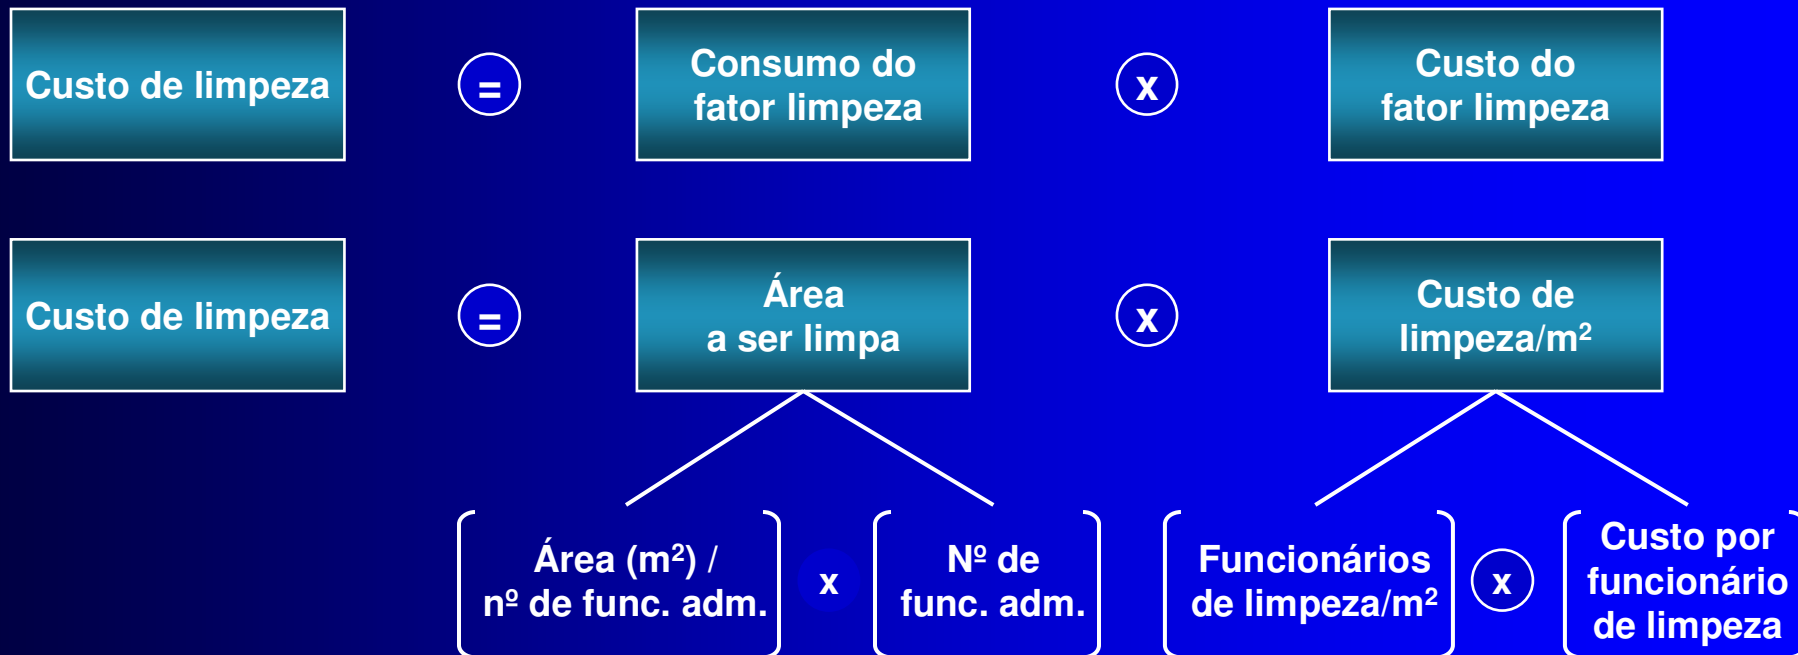 Custo de limpeza
=
Consumo do
fator limpeza
x
Custo do
fator limpeza
Custo de limpeza
=
Área
a ser limpa
x
Custo de
limpeza/m²
Área (m²) /
nº de func. adm.
x
Nº de
func. adm.
Funcionários
de limpeza/m²
x
Custo por
funcionário
de limpeza